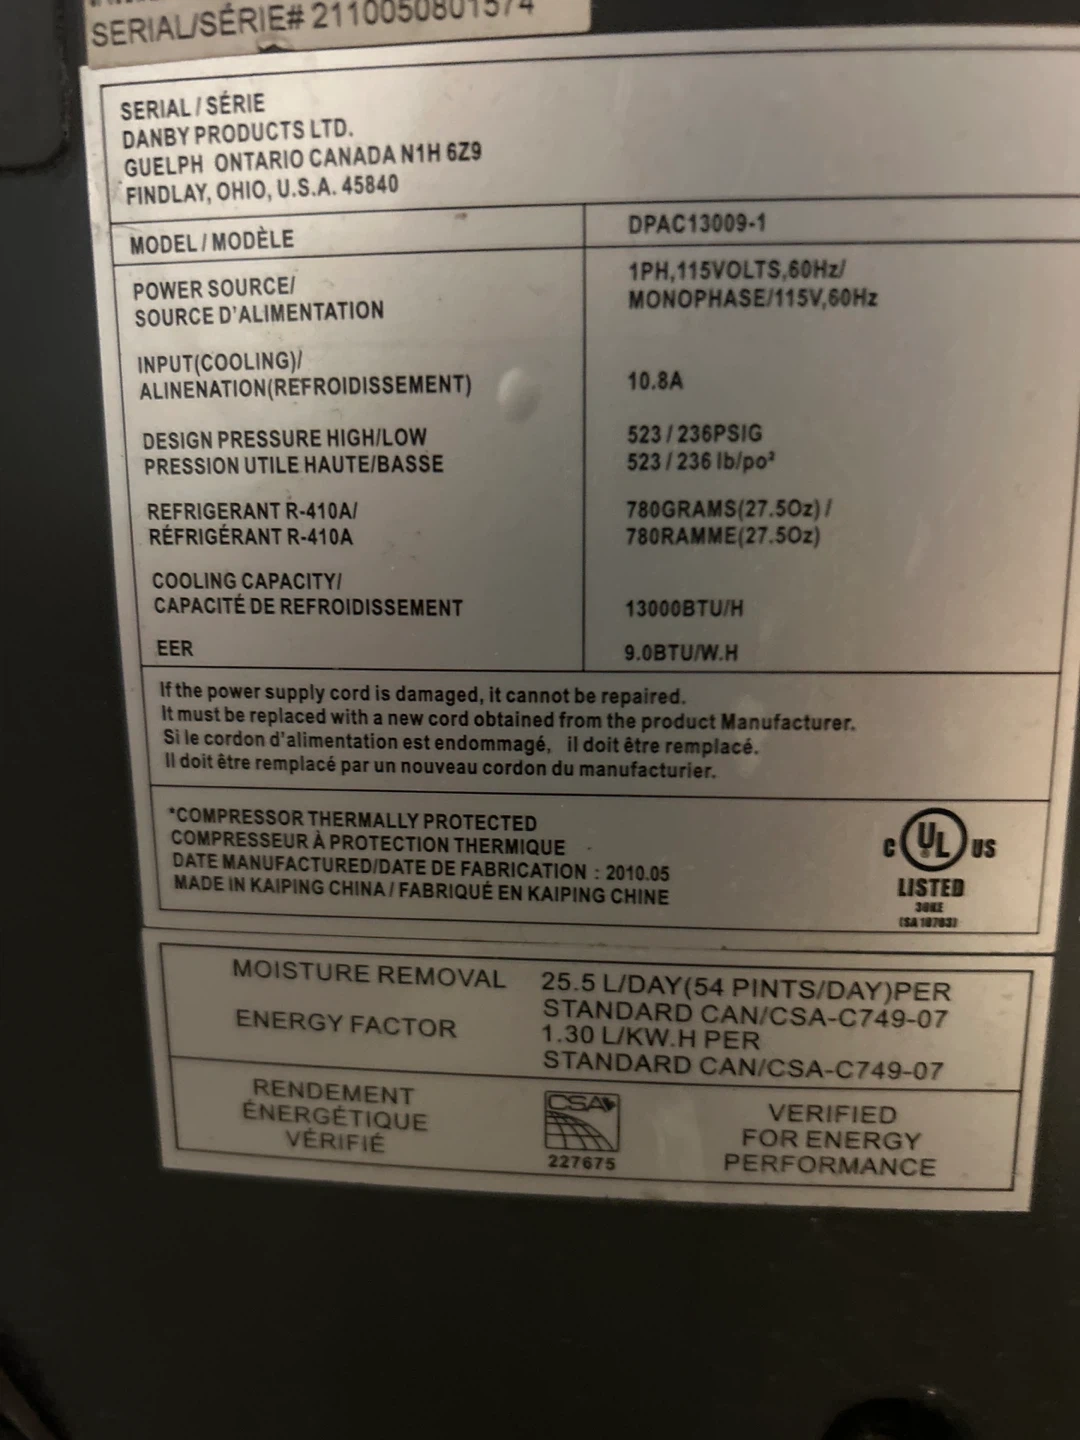 SERIAL/SÉRIE# 2110050801574
SERIAL / SÉRIE
DANBY PRODUCTS LTD.
GUELPH ONTARIO CANADA N1H 6Z9
FINDLAY, OHIO, U.S.A. 45840
MODEL / MODÈLE DPAC13009-1
POWER SOURCE/ 1PH,115VOLTS,60Hz/
SOURCE D'ALIMENTATION MONOPHASE/115V,60Hz
INPUT(COOLING)/
ALINENATION(REFROIDISSEMENT) 10.8A
DESIGN PRESSURE HIGH/LOW 523 / 236PSIG
PRESSION UTILE HAUTE/BASSE 523 / 236 lb/po²
REFRIGERANT R-410A/ 780GRAMS(27.5Oz) /
RÉFRIGÉRANT R-410A 780RAMME(27.5Oz)
COOLING CAPACITY/
CAPACITÉ DE REFROIDISSEMENT 13000BTU/H
EER 9.0BTU/W.H
If the power supply cord is damaged, it cannot be repaired.
It must be replaced with a new cord obtained from the product Manufacturer.
Si le cordon d'alimentation est endommagé, il doit être remplacé.
Il doit être remplacé par un nouveau cordon du manufacturier.
*COMPRESSOR THERMALLY PROTECTED
COMPRESSEUR À PROTECTION THERMIQUE
DATE MANUFACTURED/DATE DE FABRICATION : 2010.05
MADE IN KAIPING CHINA / FABRIQUÉ EN KAIPING CHINE
C UL US
LISTED
30KE
(SA 10703)
MOISTURE REMOVAL 25.5 L/DAY(54 PINTS/DAY)PER
STANDARD CAN/CSA-C749-07
ENERGY FACTOR 1.30 L/KW.H PER
STANDARD CAN/CSA-C749-07
RENDEMENT
ÉNERGÉTIQUE
VÉRIFIÉ
CSA
227675
VERIFIED
FOR ENERGY
PERFORMANCE